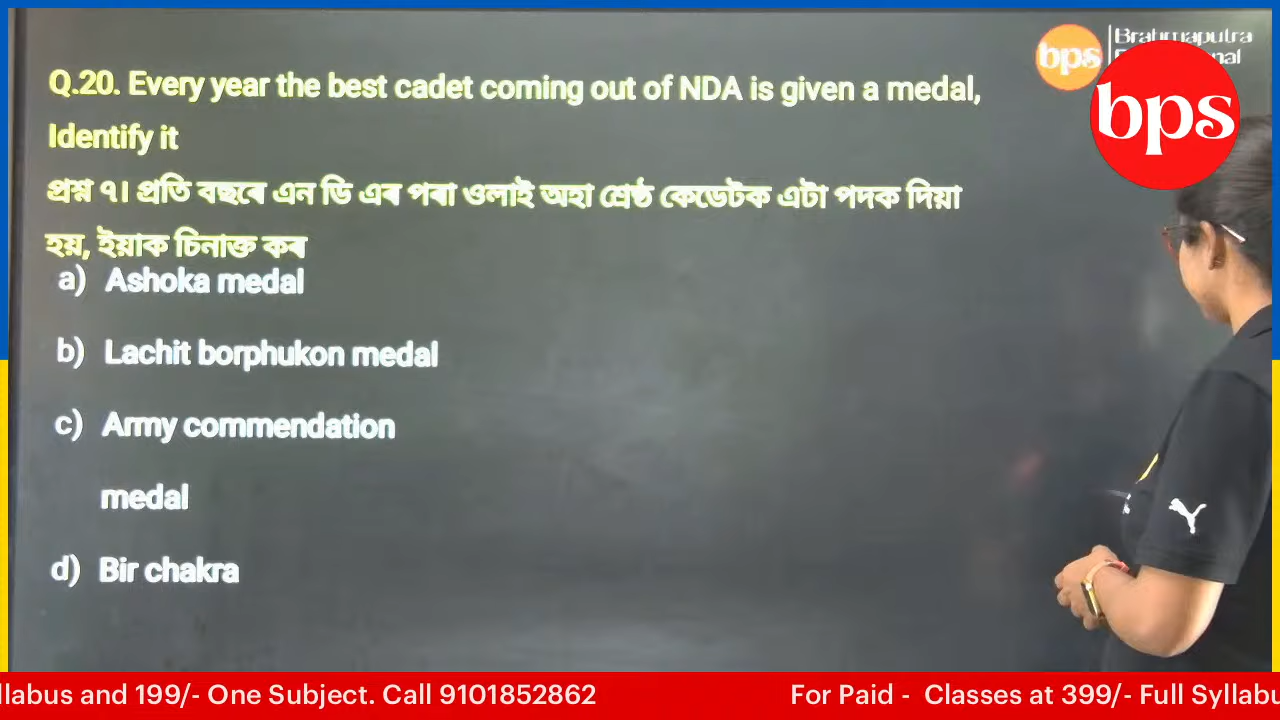 bps
Brahmaputra
bps
Q.20. Every year the best cadet coming out of NDA is given a medal,
Identify it
প্ৰশ্ন ৭। প্ৰতি বছৰে এন ডি এৰ পৰা ওলাই অহা শ্ৰেষ্ঠ কেডেটক এটা পদক দিয়া
হয়, ইয়াক চিনাক্ত কৰ
a) Ashoka medal
b) Lachit borphukon medal
c) Army commendation
medal
d) Bir chakra
llabus and 199/- One Subject. Call 9101852862 For Paid - Classes at 399/- Full Syllabu